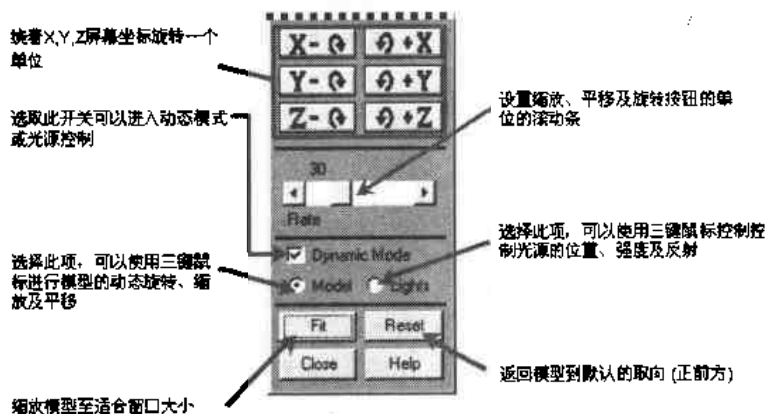 绕着X,Y,Z屏幕坐标旋转一个
单位
选取此开关可以进入动态模式
或光源控制
选择此项，可以使用三键鼠
标进行模型的动态旋转、缩
放及平移
缩放模型至适合窗口大小
X- +X
Y- +Y
Z- +Z
30
Rate
Dynamic Mode
Model Lights
Fit Reset
Close Help
设置缩放、平移及旋转按钮的单
位的滚动条
选择此项，可以使用三键鼠标控制控
制光源的位置、强度及反射
返回模型到默认的取向 (正前方)